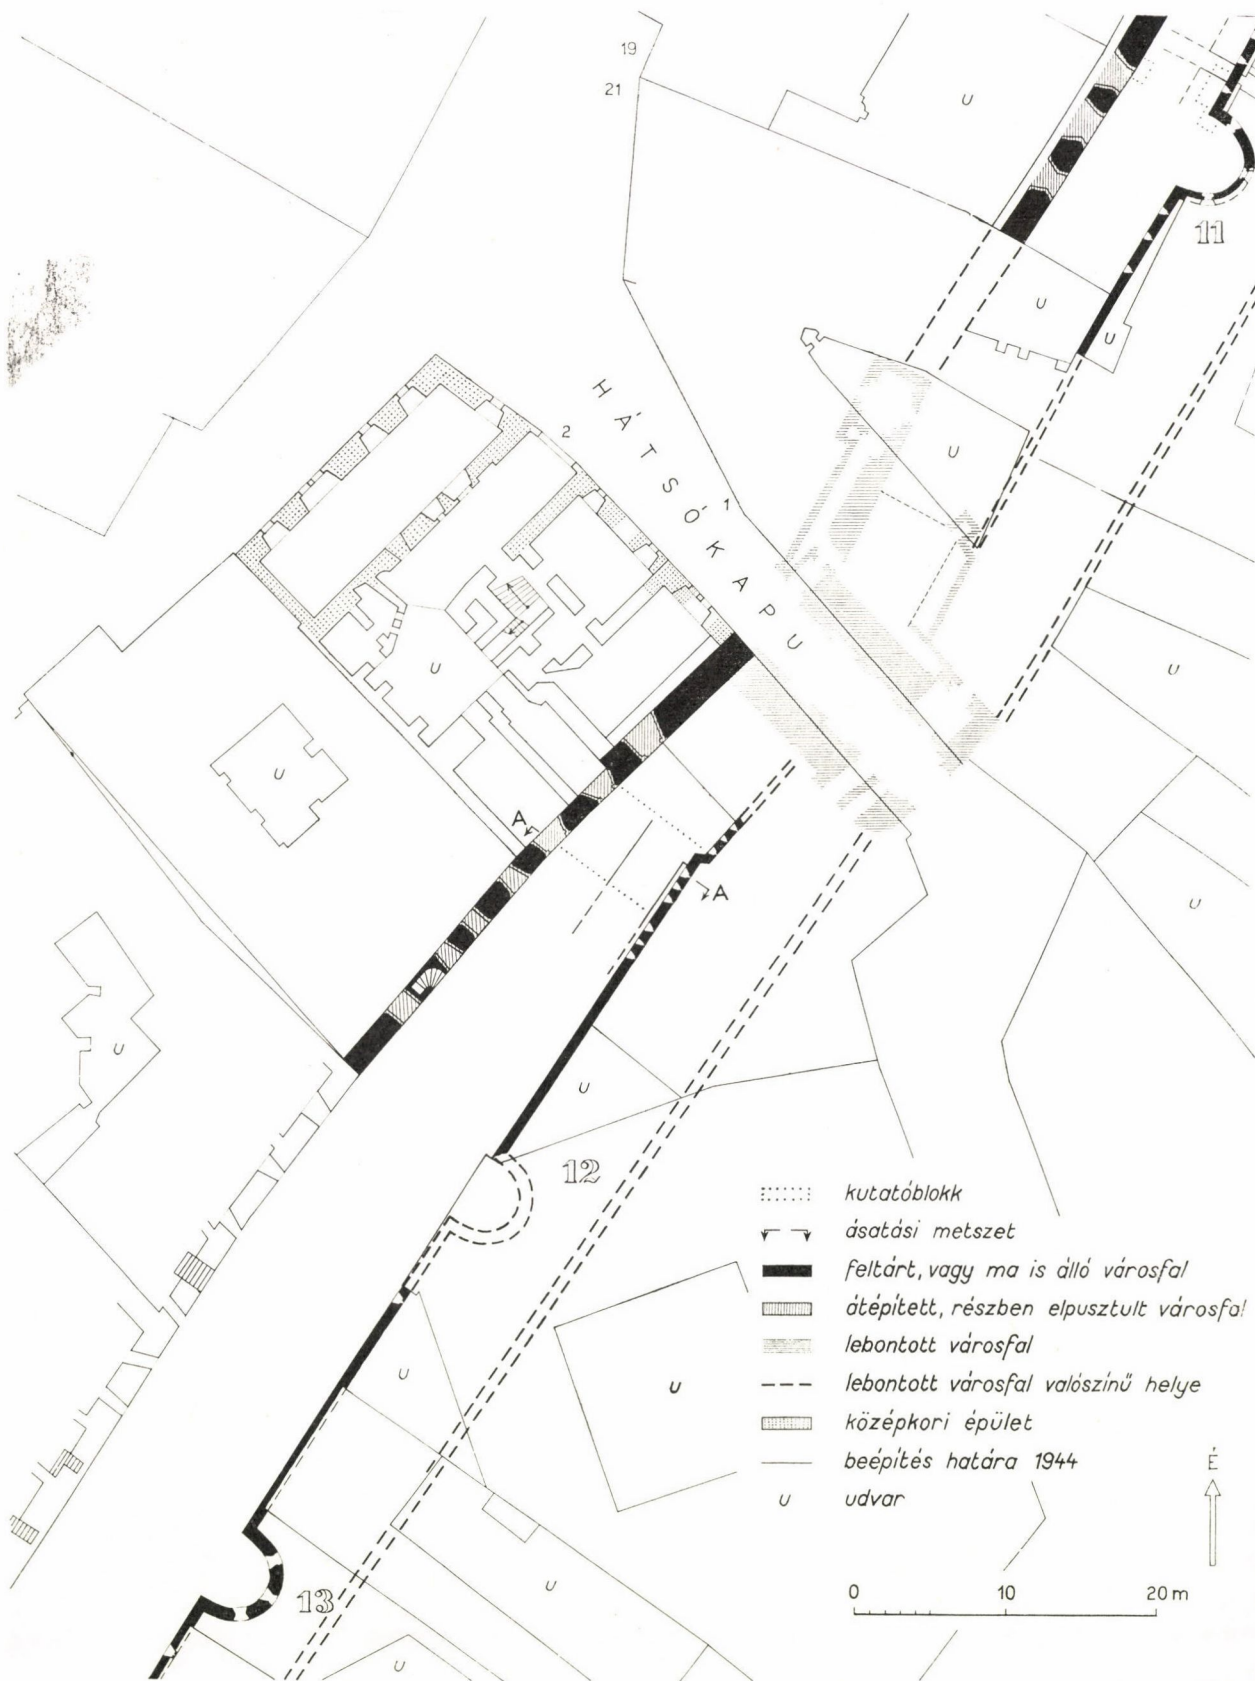 19
21
U
11
U
U
HÁTSÓKAPU
2
1
U
U
U
U
A
A
U
U
U
12
kutatóblokk
ásatási metszet
feltárt, vagy ma is álló városfal
átépített, részben elpusztult városfal
lebontott városfal
lebontott városfal valószínű helye
középkori épület
beépítés határa 1944
U udvar
É
U
U
U
13
0 10 20 m
U